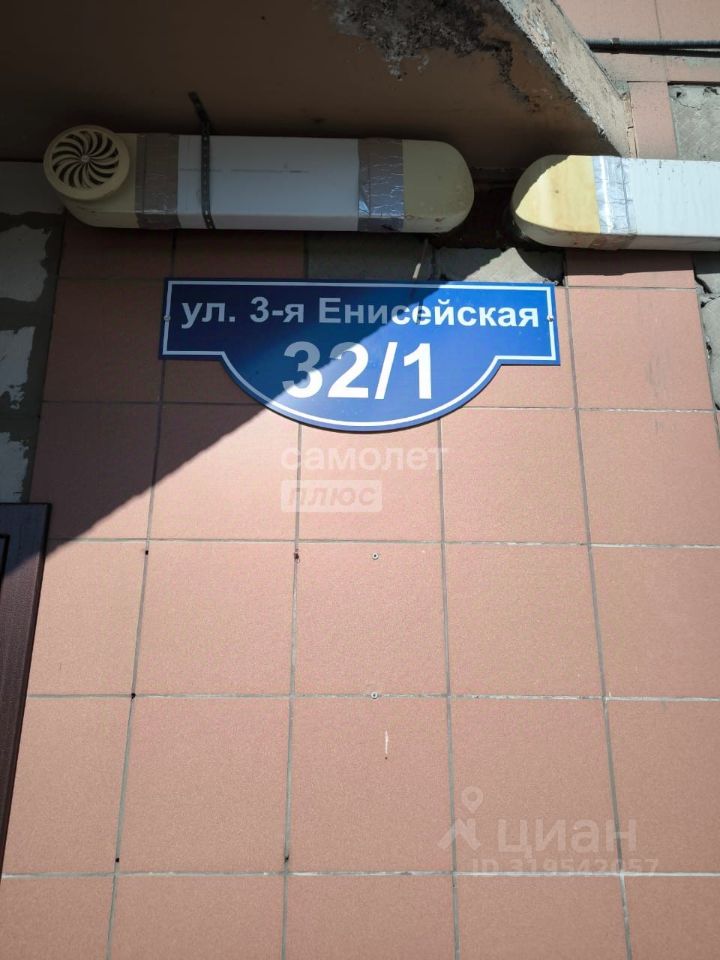 ул. 3-я Енисейская
32/1
самолет
плюс
циан
ID 319542057